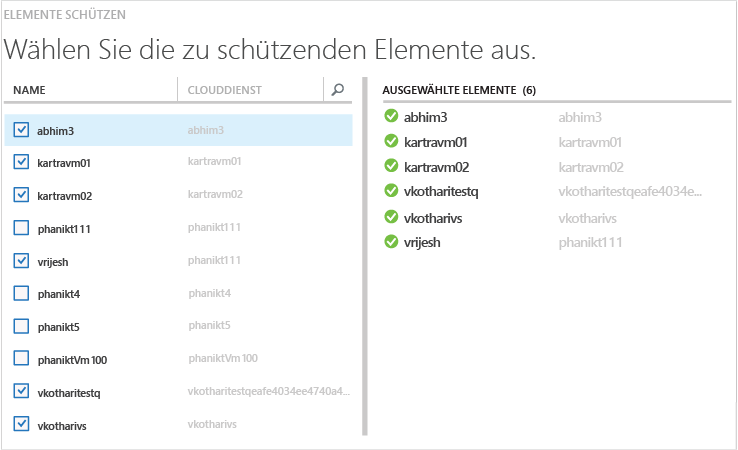 ELEMENTE SCHÜTZEN
Wählen Sie die zu schützenden Elemente aus.
NAME CLOUDDIENST
abhim3 abhim3
kartravm01 kartravm01
kartravm02 kartravm02
phanikt111 phanikt111
vrijesh phanikt111
phanikt4 phanikt4
phanikt5 phanikt5
phaniktVm100 phaniktVm100
vkotharitestq vkotharitestqeafe4034ee4740a4...
vkotharivs vkotharivs
AUSGEWÄHLTE ELEMENTE (6)
abhim3 abhim3
kartravm01 kartravm01
kartravm02 kartravm02
vkotharitestq vkotharitestqeafe4034e...
vkotharivs vkotharivs
vrijesh phanikt111